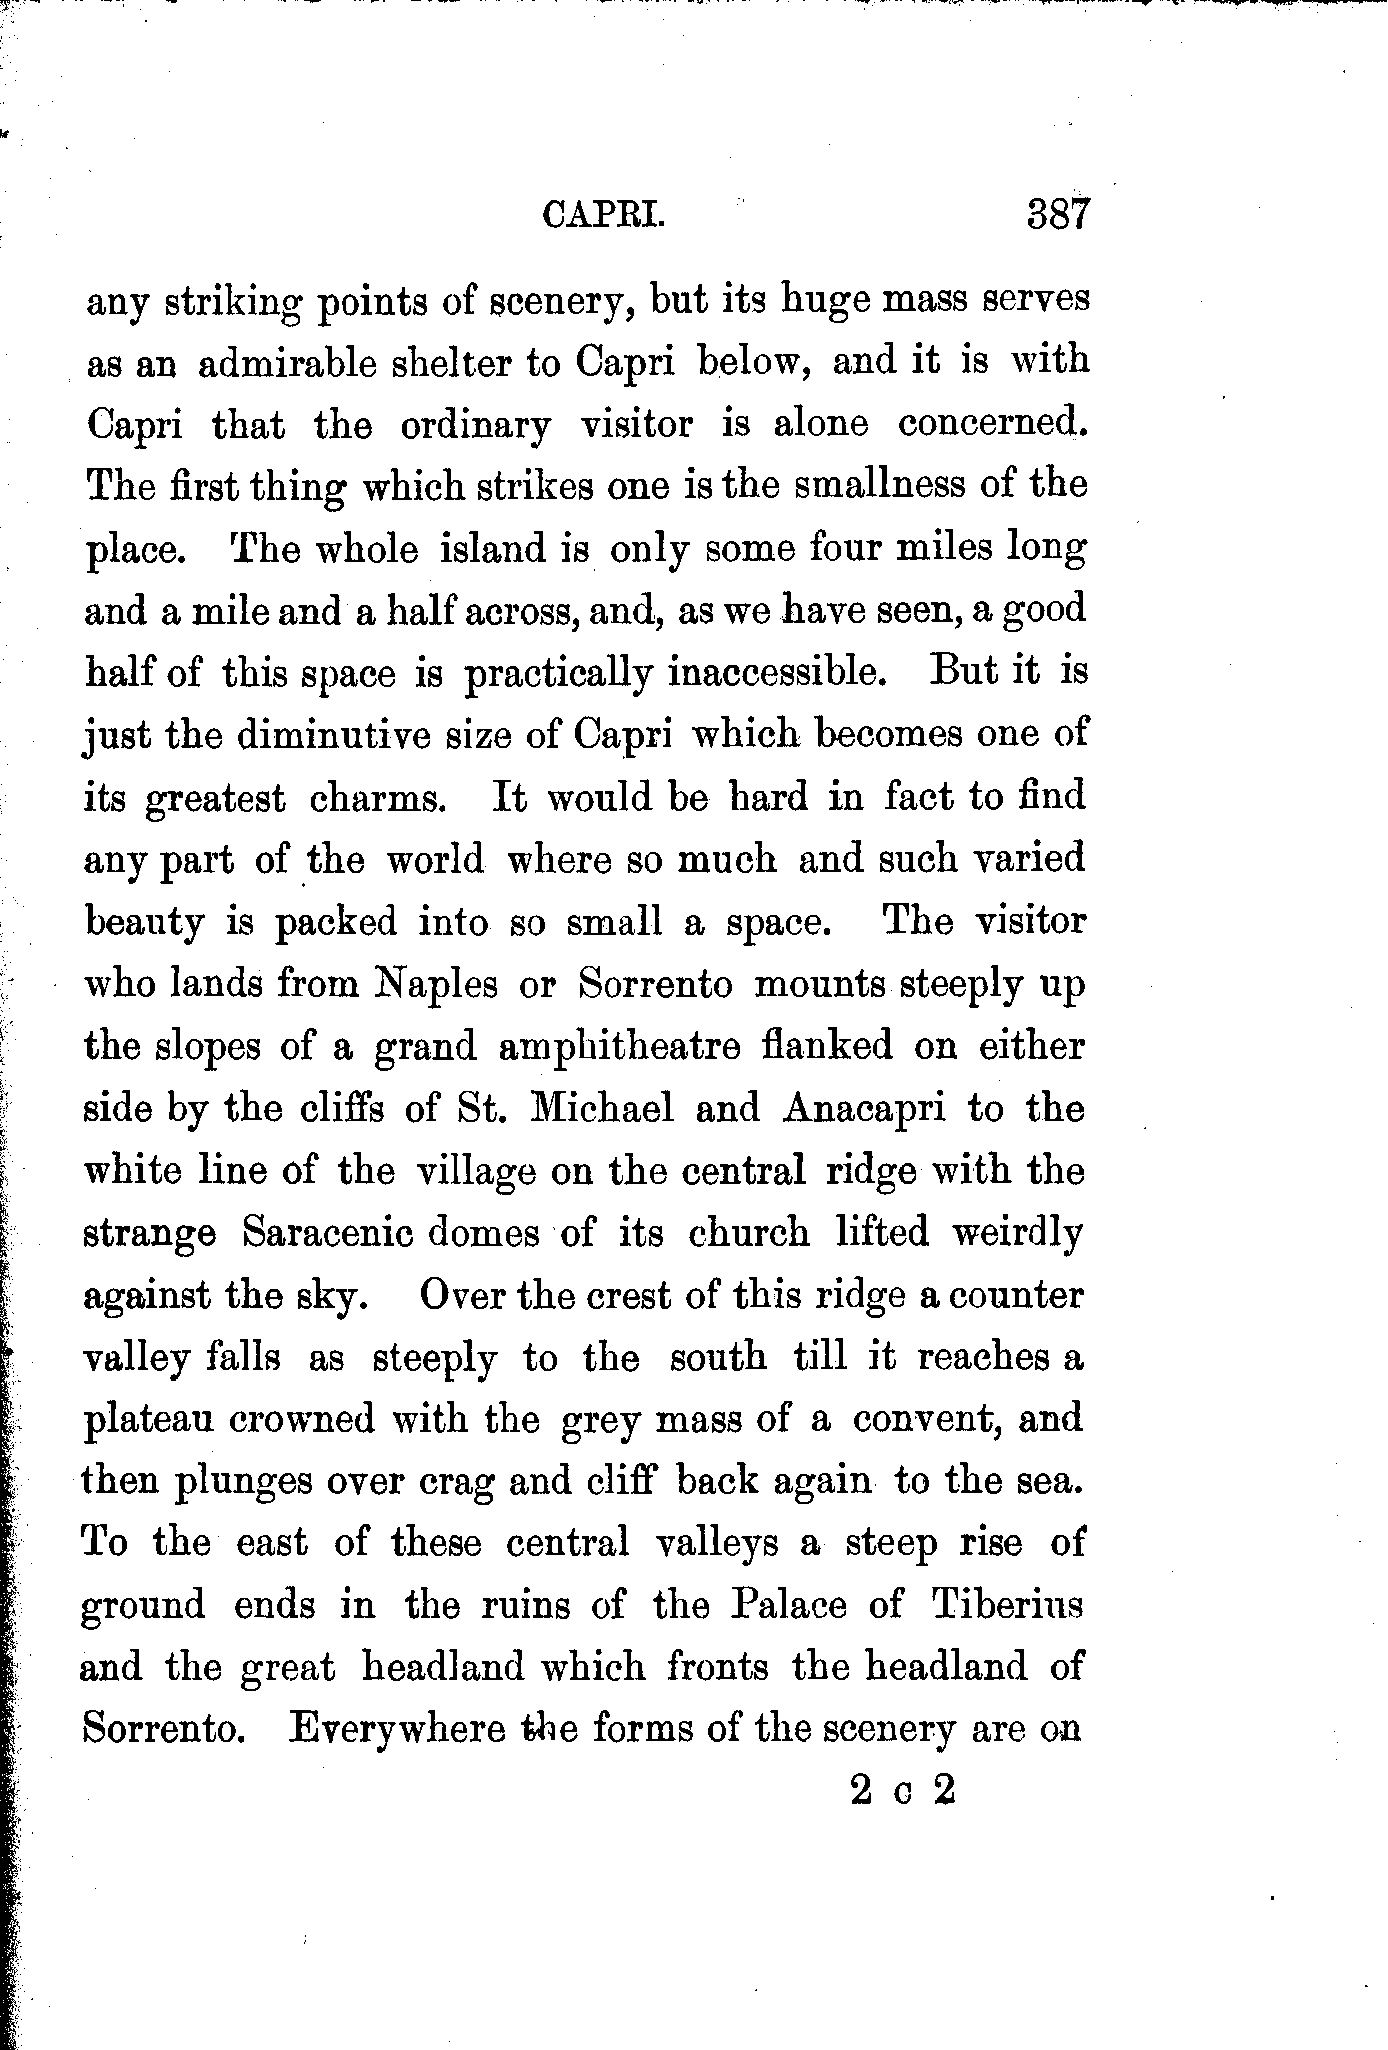 CAPRI. 387
any striking points of scenery, but its huge mass serves
as an admirable shelter to Capri below, and it is with
Capri that the ordinary visitor is alone concerned.
The first thing which strikes one is the smallness of the
place. The whole island is only some four miles long
and a mile and a half across, and, as we have seen, a good
half of this space is practically inaccessible. But it is
just the diminutive size of Capri which becomes one of
its greatest charms. It would be hard in fact to find
any part of the world where so much and such varied
beauty is packed into so small a space. The visitor
who lands from Naples or Sorrento mounts steeply up
the slopes of a grand amphitheatre flanked on either
side by the cliffs of St. Michael and Anacapri to the
white line of the village on the central ridge with the
strange Saracenic domes of its church lifted weirdly
against the sky. Over the crest of this ridge a counter
valley falls as steeply to the south till it reaches a
plateau crowned with the grey mass of a convent, and
then plunges over crag and cliff back again to the sea.
To the east of these central valleys a steep rise of
ground ends in the ruins of the Palace of Tiberius
and the great headland which fronts the headland of
Sorrento. Everywhere the forms of the scenery are on
2 C 2